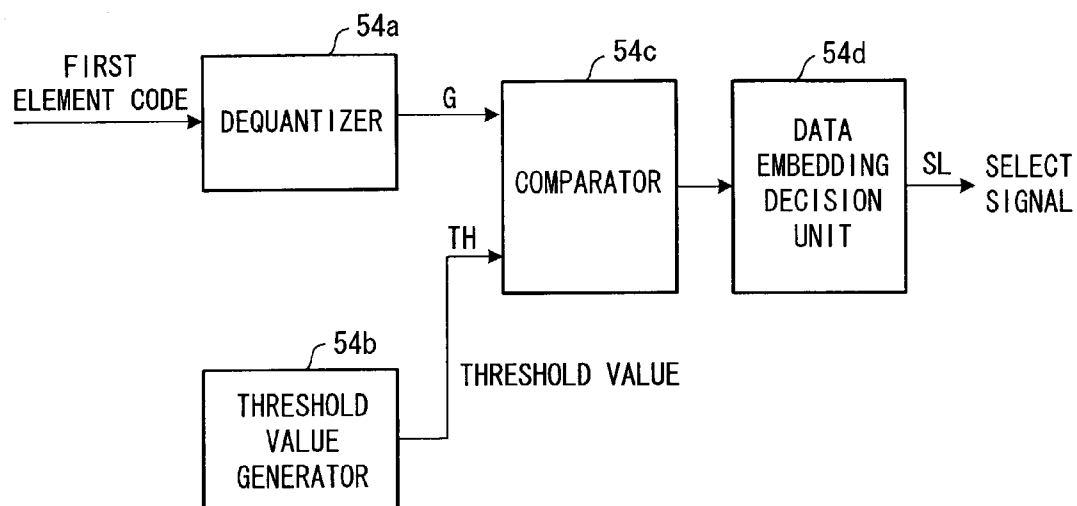 54a
FIRST
ELEMENT CODE
DEQUANTIZER
G
54c
COMPARATOR
54d
DATA
EMBEDDING
DECISION
UNIT
SL
SELECT
SIGNAL
TH
54b
THRESHOLD VALUE
THRESHOLD
VALUE
GENERATOR